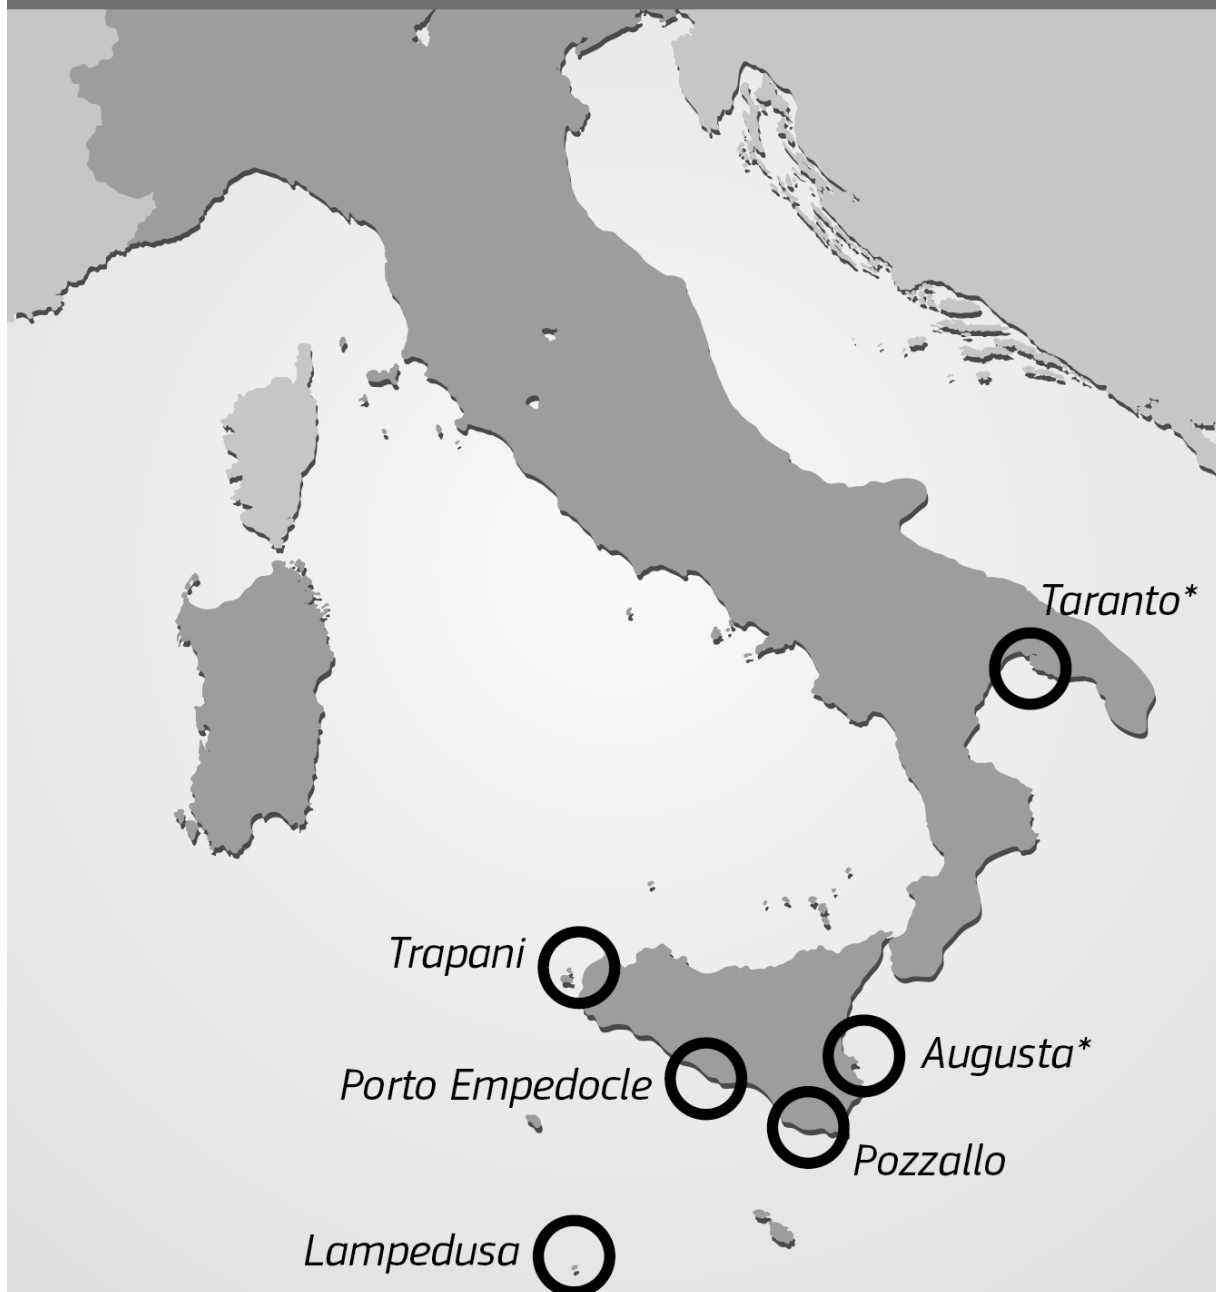 Taranto*
Trapani
Augusta*
Porto Empedocle
Pozzallo
Lampedusa